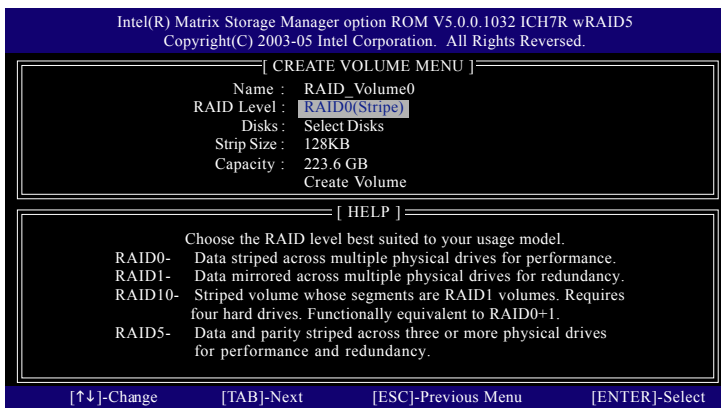 Intel(R) Matrix Storage Manager option ROM V5.0.0.1032 ICH7R wRAID5
Copyright(C) 2003-05 Intel Corporation. All Rights Reversed.
[ CREATE VOLUME MENU ]
Name : RAID_Volume0
RAID Level : RAID0(Stripe)
Disks : Select Disks
Strip Size : 128KB
Capacity : 223.6 GB
Create Volume
[ HELP ]
Choose the RAID level best suited to your usage model.
RAID0- Data striped across multiple physical drives for performance.
RAID1- Data mirrored across multiple physical drives for redundancy.
RAID10- Striped volume whose segments are RAID1 volumes. Requires
four hard drives. Functionally equivalent to RAID0+1.
RAID5- Data and parity striped across three or more physical drives
for performance and redundancy.
[↑↓]-Change [TAB]-Next [ESC]-Previous Menu [ENTER]-Select